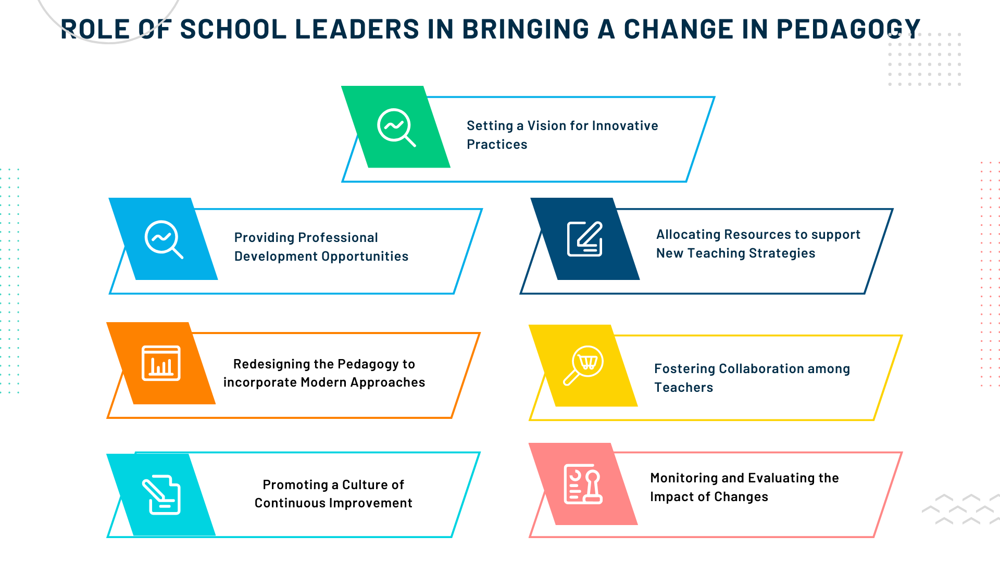 ROLE OF SCHOOL LEADERS IN BRINGING A CHANGE IN PEDAGOGY
Setting a Vision for Innovative
Practices
Providing Professional
Development Opportunities
Allocating Resources to support
New Teaching Strategies
Redesigning the Pedagogy to
incorporate Modern Approaches
Fostering Collaboration among
Teachers
Promoting a Culture of
Continuous Improvement
Monitoring and Evaluating the
Impact of Changes